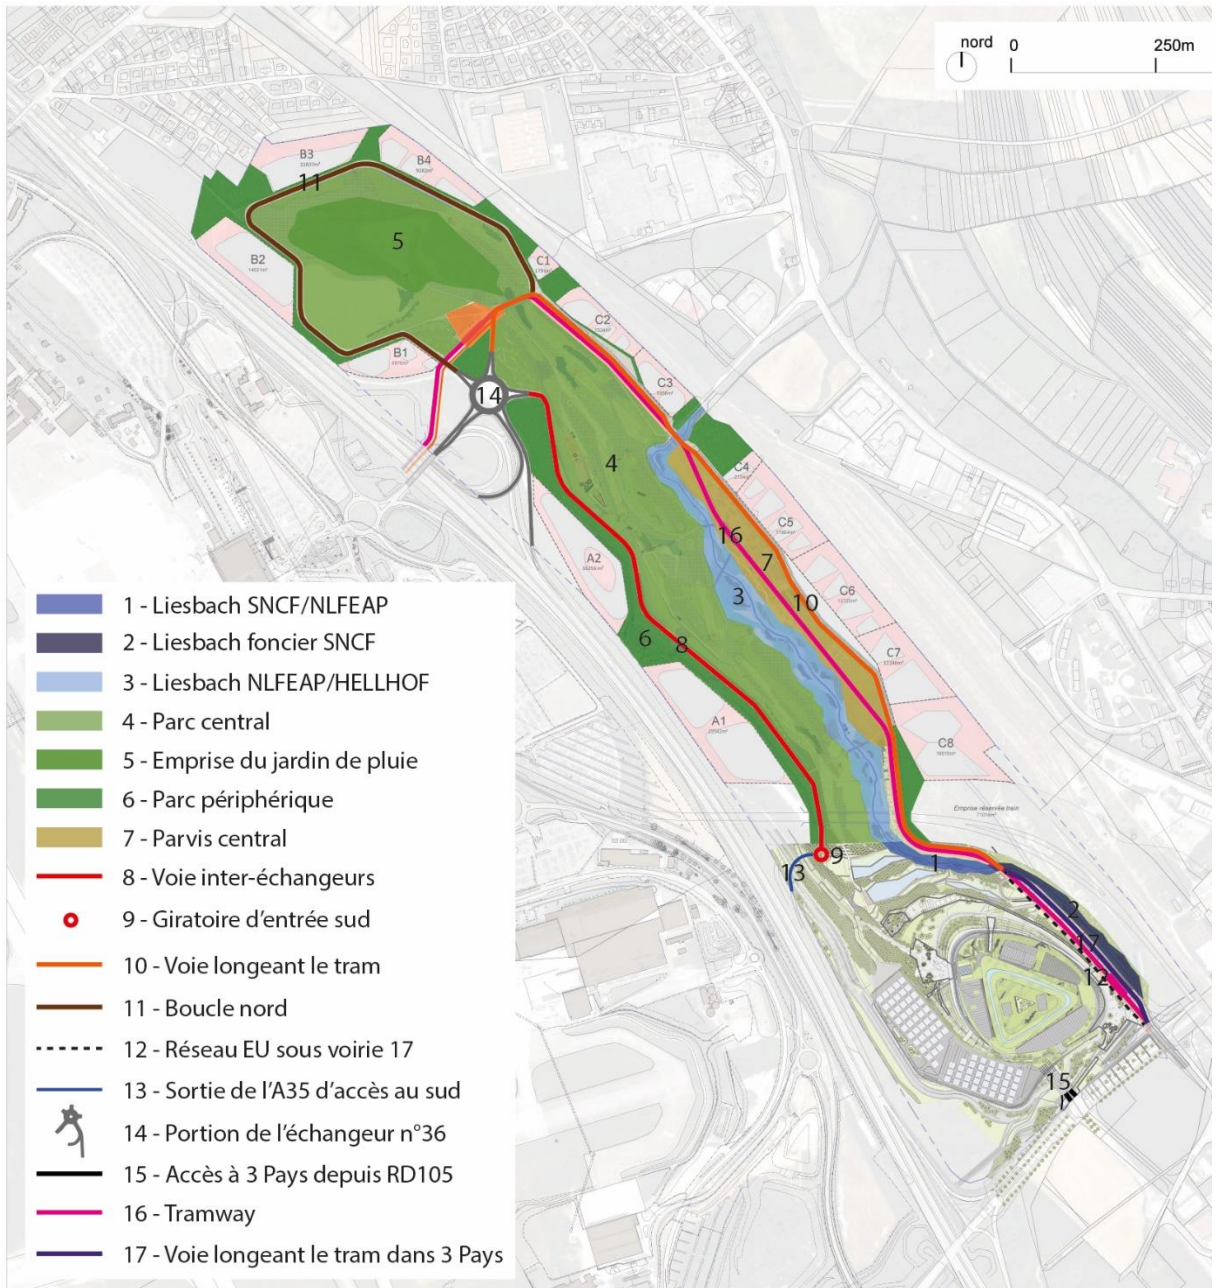 nord 0 250m
B3
B4
11
5
B2
C1
C2
B1
C3
14
4
C4
C5
16
7
A2
3
10
C6
6
8
C7
A1
C8
Emprise réservée train
9
13
1
2
17
12
15
1 - Liesbach SNCF/NLFEAP
2 - Liesbach foncier SNCF
3 - Liesbach NLFEAP/HELLHOF
4 - Parc central
5 - Emprise du jardin de pluie
6 - Parc périphérique
7 - Parvis central
8 - Voie inter-échangeurs
9 - Giratoire d'entrée sud
10 - Voie longeant le tram
11 - Boucle nord
12 - Réseau EU sous voirie 17
13 - Sortie de l'A35 d'accès au sud
14 - Portion de l'échangeur n°36
15 - Accès à 3 Pays depuis RD105
16 - Tramway
17 - Voie longeant le tram dans 3 Pays